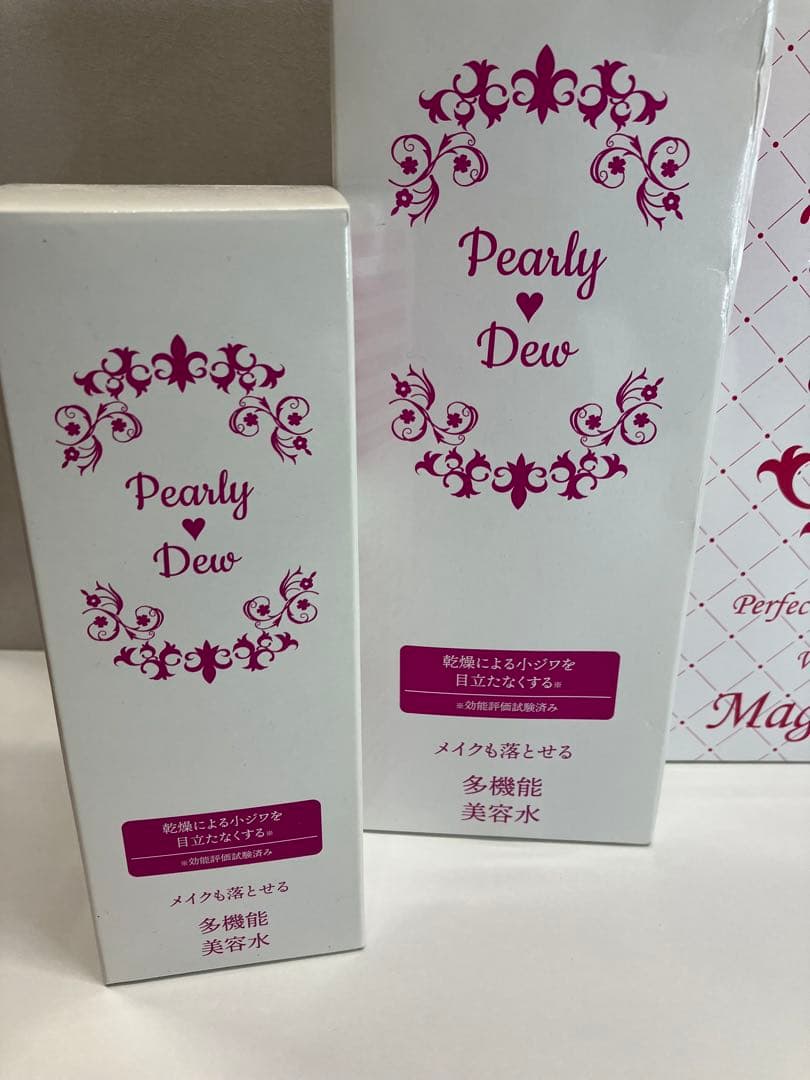 Pearly
♥
Dew
乾燥による小ジワを
目立たなくする※
※効能評価試験済み
メイクも落とせる
多機能
美容水
Pearly
♥
Dew
乾燥による小ジワを
目立たなくする※
※効能評価試験済み
メイクも落とせる
多機能
美容水